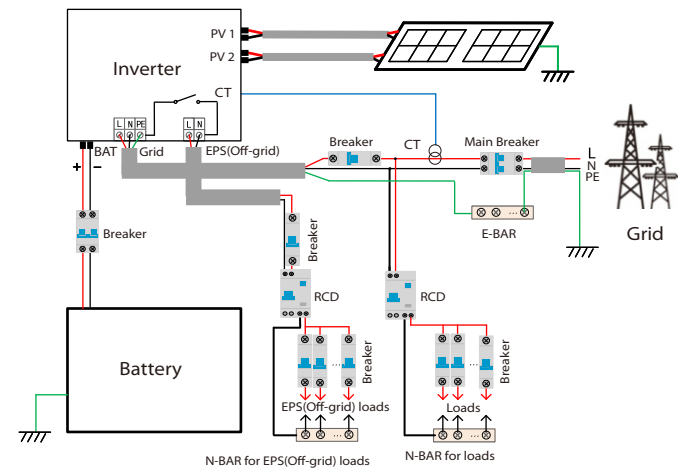 PV 1
PV 2
Inverter
CT
L N PE
L N
BAT
Grid
EPS(Off-grid)
+
−
Breaker
CT
Main Breaker
L
N
PE
E-BAR
Grid
Breaker
Breaker
RCD
RCD
Battery
Breaker
Breaker
EPS(Off-grid) loads
Loads
N-BAR for EPS(Off-grid) loads
N-BAR for loads